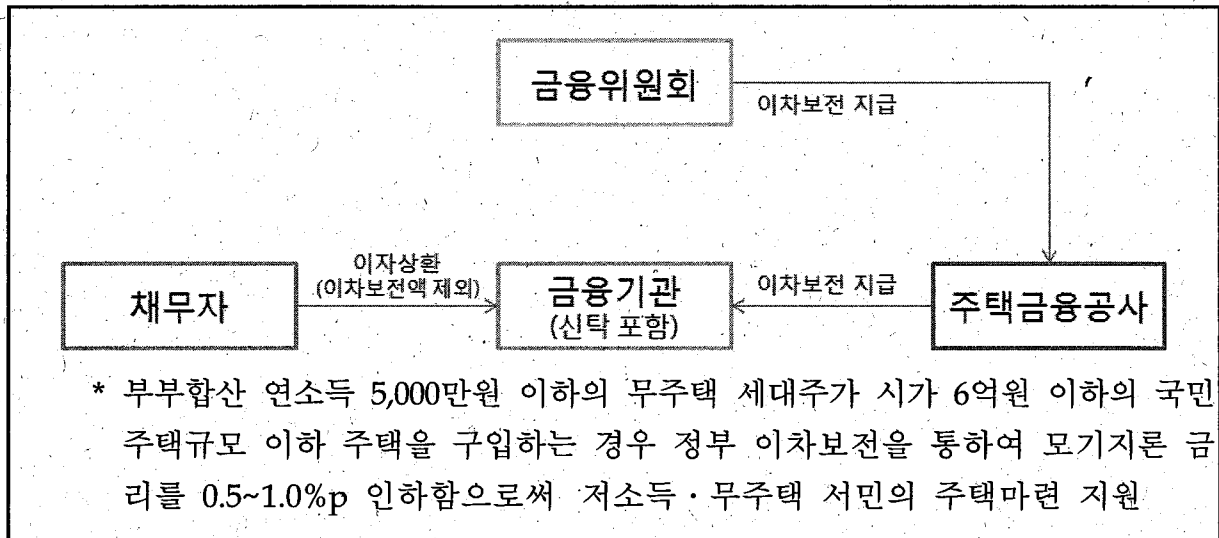 금융위원회
이차보전 지급
채무자
이자상환
(이차보전액 제외)
금융기관
(신탁 포함)
이차보전 지급
주택금융공사
* 부부합산 연소득 5,000만원 이하의 무주택 세대주가 시가 6억원 이하의 국민
주택규모 이하 주택을 구입하는 경우 정부 이차보전을 통하여 모기지론 금
리를 0.5~1.0%p 인하함으로써 저소득·무주택 서민의 주택마련 지원